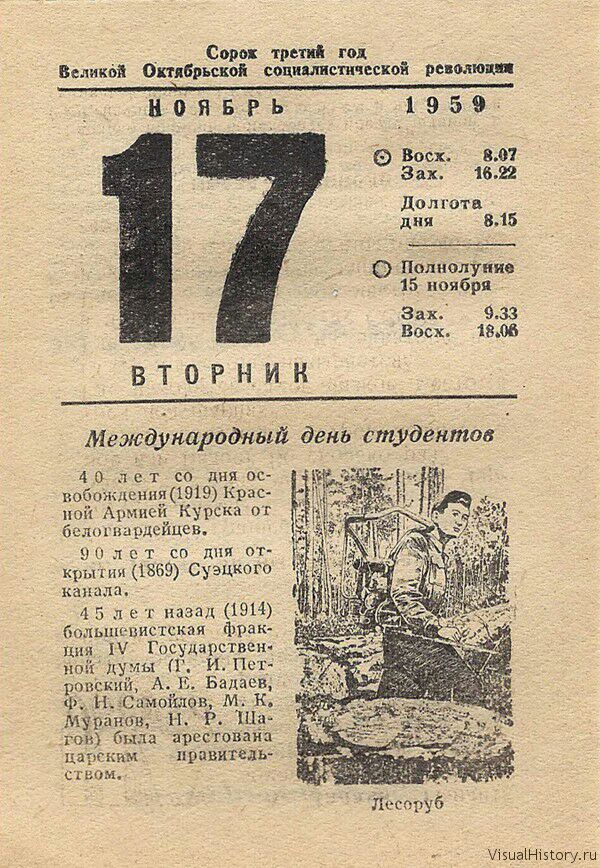 Сорок третий год
Великой Октябрьской социалистической революции
НОЯБРЬ 1959
17
Восх. 8.07
Зах. 16.22
Долгота
дня 8.15
Полнолуние
15 ноября
Зах. 9.33
Восх. 18.06
ВТОРНИК
Международный день студентов
40 лет со дня ос-
вобождения (1919) Крас-
ной Армией Курска от
белогвардейцев.
90 лет со дня от-
крытия (1869) Суэцкого
канала.
45 лет назад (1914)
большевистская фрак-
ция IV Государствен-
ной думы (Г. И. Пет-
ровский, А. Е. Бадаев,
Ф. Н. Самойлов, М. К.
Муранов, Н. Р. Ша-
гов) была арестована
царским правитель-
ством.
Лесоруб
VisualHistory.ru